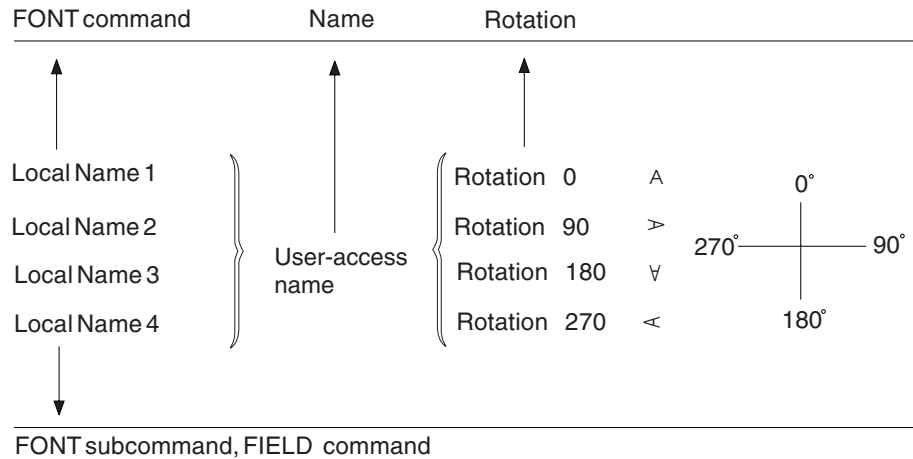 FONT command Name Rotation
Local Name 1 Rotation 0 A 0°
Local Name 2 Rotation 90 A
User-access 270° 90°
Local Name 3 Rotation 180 A
name
Local Name 4 Rotation 270 A 180°
FONT subcommand, FIELD command